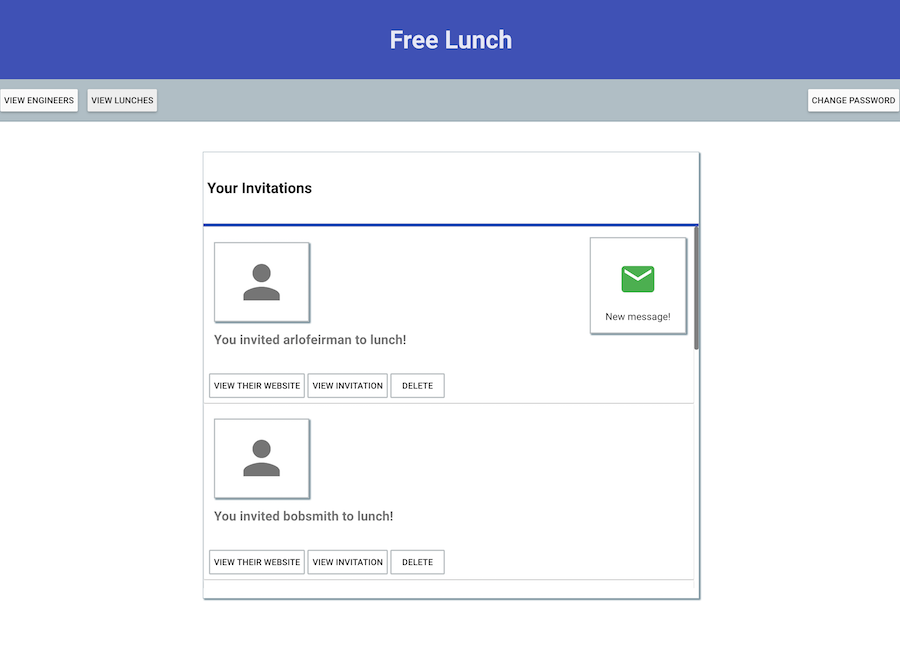 Free Lunch
VIEW ENGINEERS VIEW LUNCHES CHANGE PASSWORD
Your Invitations
New message!
You invited arlofeirman to lunch!
VIEW THEIR WEBSITE VIEW INVITATION DELETE
You invited bobsmith to lunch!
VIEW THEIR WEBSITE VIEW INVITATION DELETE